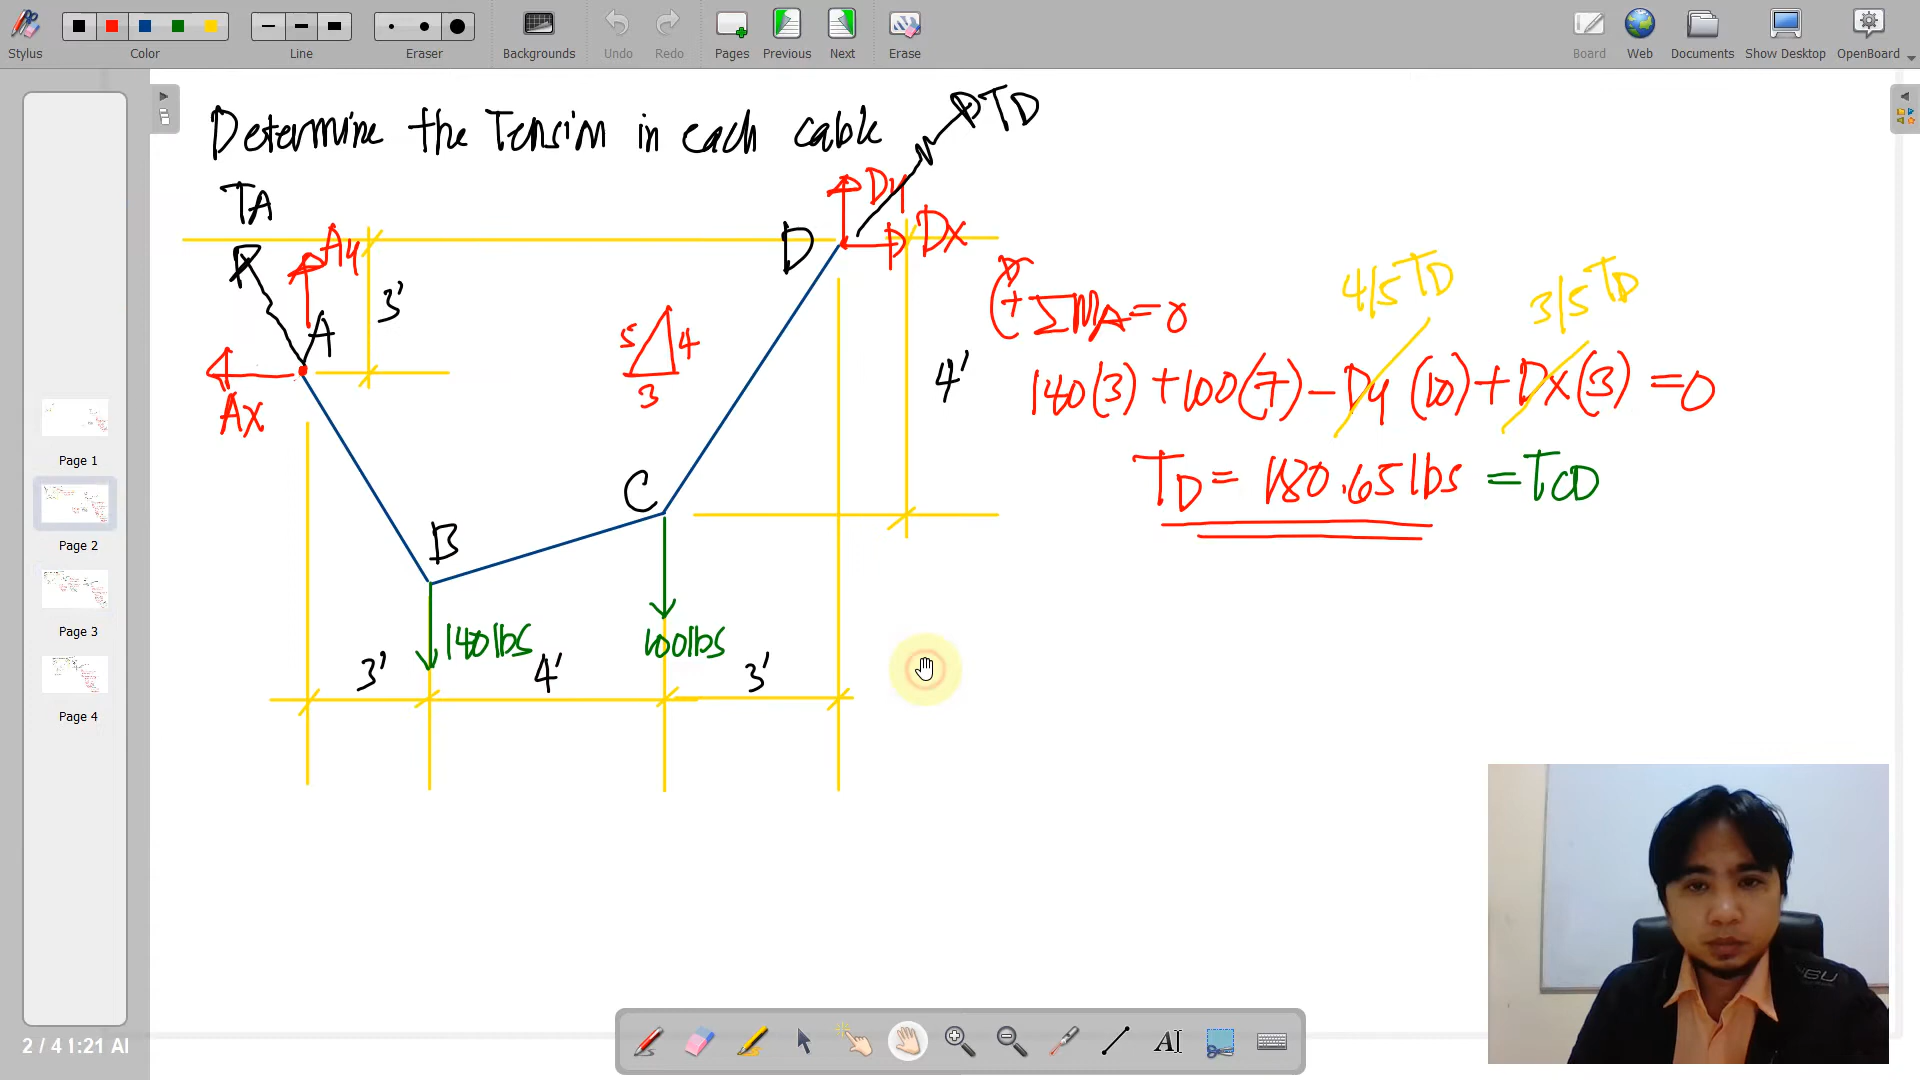 Stylus
Color
Line
Eraser
Backgrounds
Undo
Redo
Pages
Previous
Next
Erase
Board
Web
Documents
Show Desktop
OpenBoard
Determine the Tension in each cable
TD
TA
Ay
Dy
D
Dx
3'
A
Ax
5
4
3
4'
C
B
140lbs
100lbs
3'
4'
3'
4/5 TD
3/5 TD
+ ΣMA=0
140(3) +100(7) - Dy (10) + Dx(3) =0
TD = 180.65 lbs = TCD
Page 1
Page 2
Page 3
Page 4
2 / 4 1:21 AI
AI